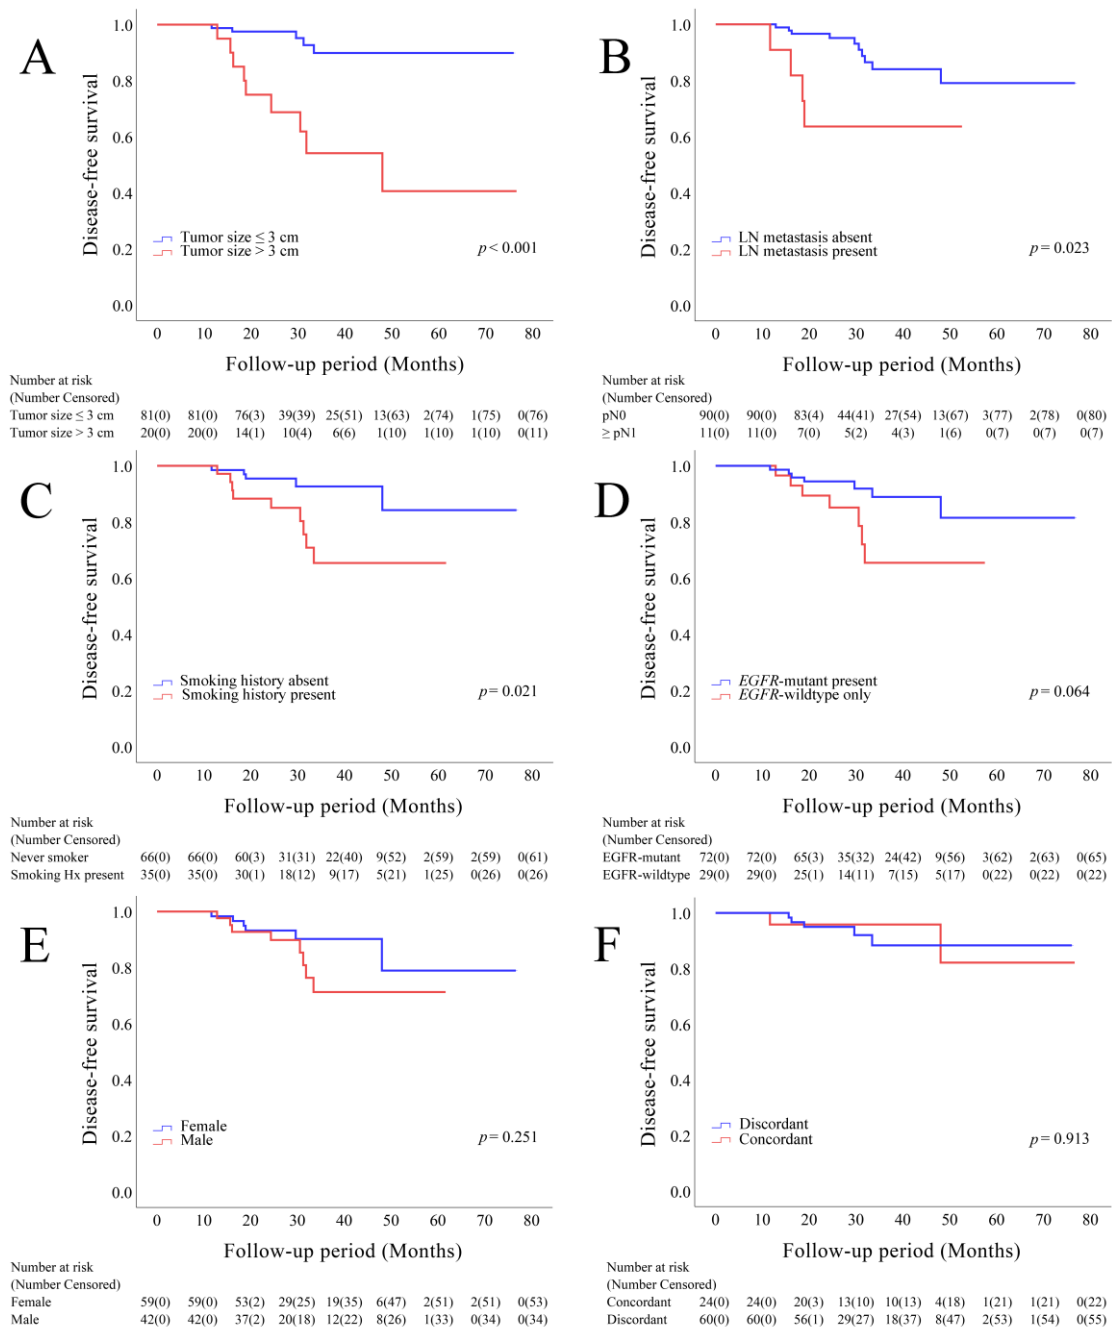 A
Disease-free survival
1.0
0.8
0.6
0.4
0.2
0.0
Tumor size ≤ 3 cm
Tumor size > 3 cm
p < 0.001
0 10 20 30 40 50 60 70 80
Follow-up period (Months)
Number at risk
(Number Censored)
Tumor size ≤ 3 cm 81(0) 81(0) 76(3) 39(39) 25(51) 13(63) 2(74) 1(75) 0(76)
Tumor size > 3 cm 20(0) 20(0) 14(1) 10(4) 6(6) 1(10) 1(10) 1(10) 0(11)
B
Disease-free survival
1.0
0.8
0.6
0.4
0.2
0.0
LN metastasis absent
LN metastasis present
p = 0.023
0 10 20 30 40 50 60 70 80
Follow-up period (Months)
Number at risk
(Number Censored)
pN0 90(0) 90(0) 83(4) 44(41) 27(54) 13(67) 3(77) 2(78) 0(80)
≥ pN1 11(0) 11(0) 7(0) 5(2) 4(3) 1(6) 0(7) 0(7) 0(7)
C
Disease-free survival
1.0
0.8
0.6
0.4
0.2
0.0
Smoking history absent
Smoking history present
p = 0.021
0 10 20 30 40 50 60 70 80
Follow-up period (Months)
Number at risk
(Number Censored)
Never smoker 66(0) 66(0) 60(3) 31(31) 22(40) 9(52) 2(59) 2(59) 0(61)
Smoking Hx present 35(0) 35(0) 30(1) 18(12) 9(17) 5(21) 1(25) 0(26) 0(26)
D
Disease-free survival
1.0
0.8
0.6
0.4
0.2
0.0
EGFR-mutant present
EGFR-wildtype only
p = 0.064
0 10 20 30 40 50 60 70 80
Follow-up period (Months)
Number at risk
(Number Censored)
EGFR-mutant 72(0) 72(0) 65(3) 35(32) 24(42) 9(56) 3(62) 2(63) 0(65)
EGFR-wildtype 29(0) 29(0) 25(1) 14(11) 7(15) 5(17) 0(22) 0(22) 0(22)
E
Disease-free survival
1.0
0.8
0.6
0.4
0.2
0.0
Female
Male
p = 0.251
0 10 20 30 40 50 60 70 80
Follow-up period (Months)
Number at risk
(Number Censored)
Female 59(0) 59(0) 53(2) 29(25) 19(35) 6(47) 2(51) 2(51) 0(53)
Male 42(0) 42(0) 37(2) 20(18) 12(22) 8(26) 1(33) 0(34) 0(34)
F
Disease-free survival
1.0
0.8
0.6
0.4
0.2
0.0
Discordant
Concordant
p = 0.913
0 10 20 30 40 50 60 70 80
Follow-up period (Months)
Number at risk
(Number Censored)
Concordant 24(0) 24(0) 20(3) 13(10) 10(13) 4(18) 1(21) 1(21) 0(22)
Discordant 60(0) 60(0) 56(1) 29(27) 18(37) 8(47) 2(53) 1(54) 0(55)